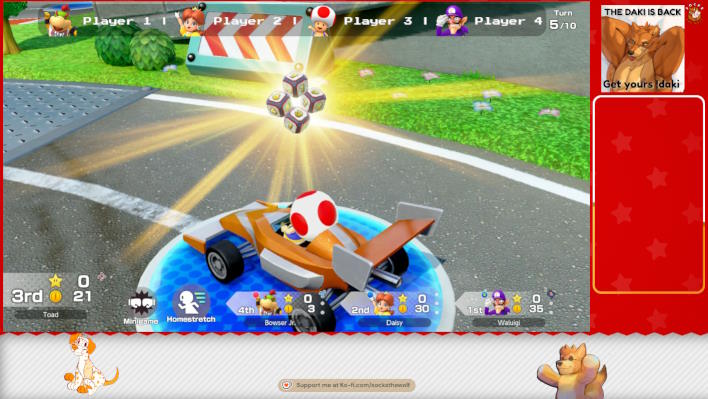 Player 1 |
Player 2 |
Player 3 |
Player 4
Turn
5/10
THE DAKI IS BACK
Get yours !daki
3rd
0
21
Toad
Minigame
Homestretch
4th
0
3
Bowser Jr.
2nd
0
30
Daisy
1st
0
35
Waluigi
Support me at Ko-fi.com/sockathewolf